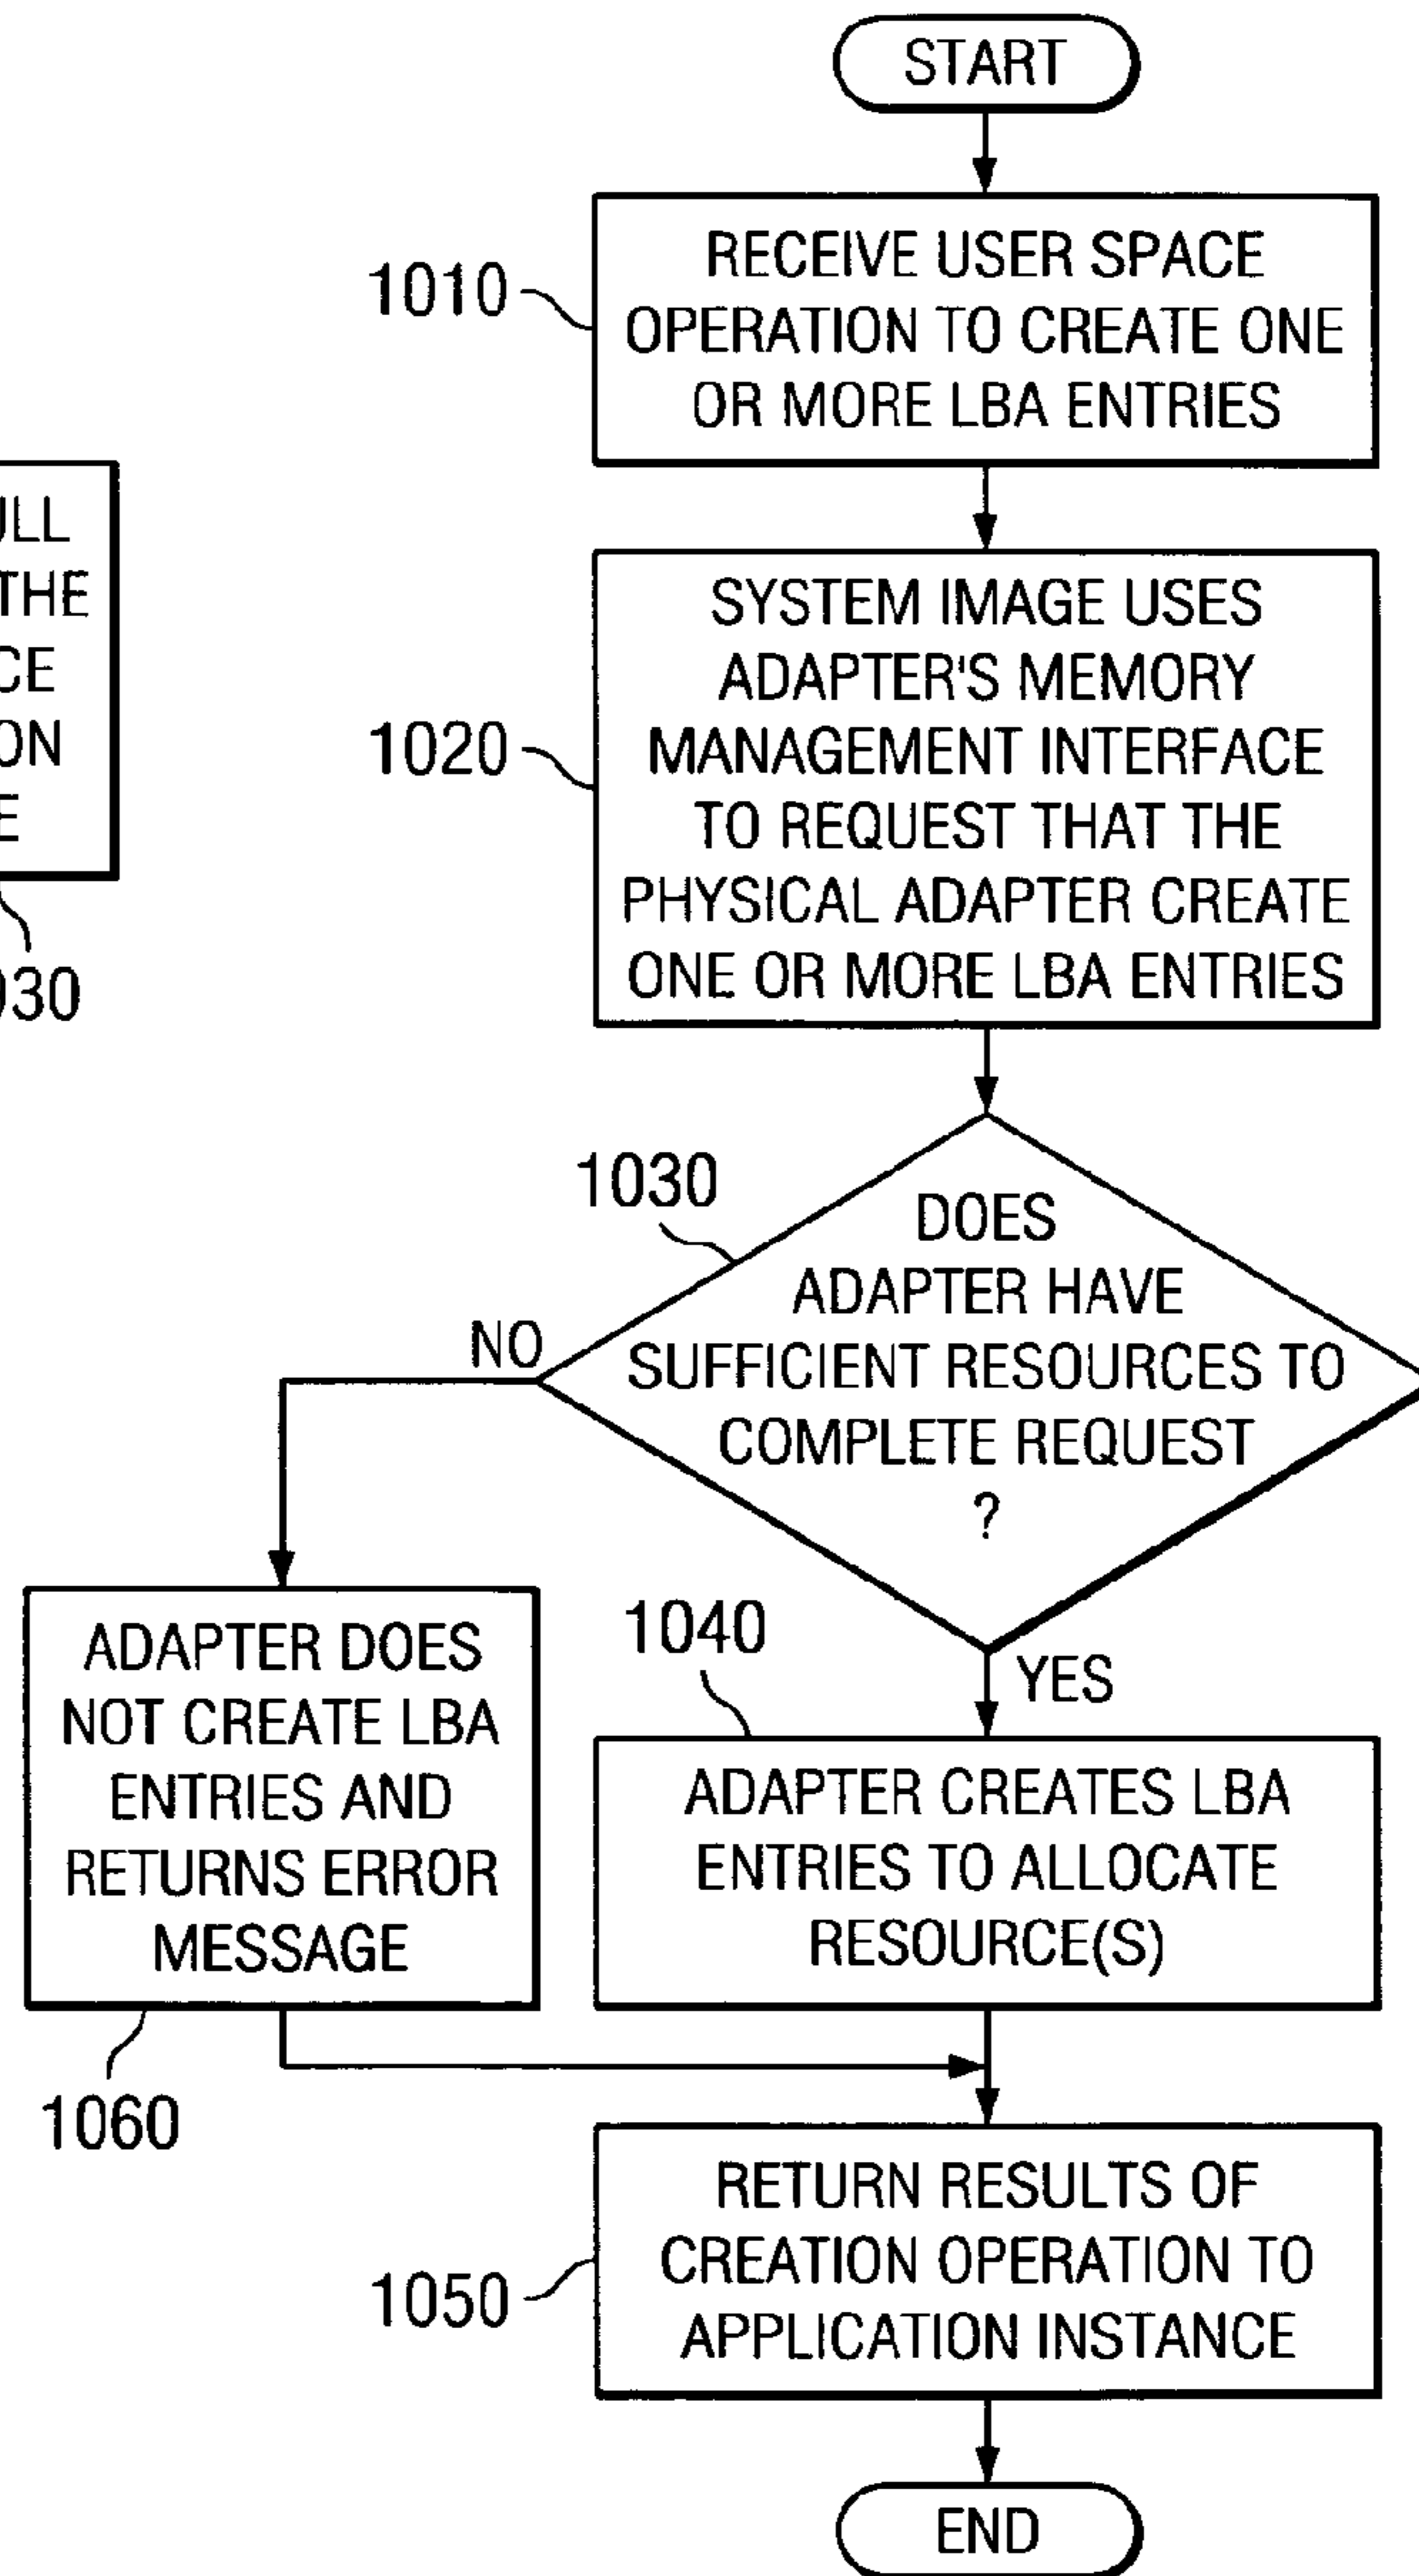 START
1010
RECEIVE USER SPACE
OPERATION TO CREATE ONE
OR MORE LBA ENTRIES
THE
1020
SYSTEM IMAGE USES
ADAPTER'S MEMORY
MANAGEMENT INTERFACE
TO REQUEST THAT THE
PHYSICAL ADAPTER CREATE
ONE OR MORE LBA ENTRIES
1030
DOES
ADAPTER HAVE
SUFFICIENT RESOURCES TO
COMPLETE REQUEST
?
NO
YES
ADAPTER DOES
NOT CREATE LBA
ENTRIES AND
RETURNS ERROR
MESSAGE
1060
1040
ADAPTER CREATES LBA
ENTRIES TO ALLOCATE
RESOURCE(S)
1050
RETURN RESULTS OF
CREATION OPERATION TO
APPLICATION INSTANCE
END